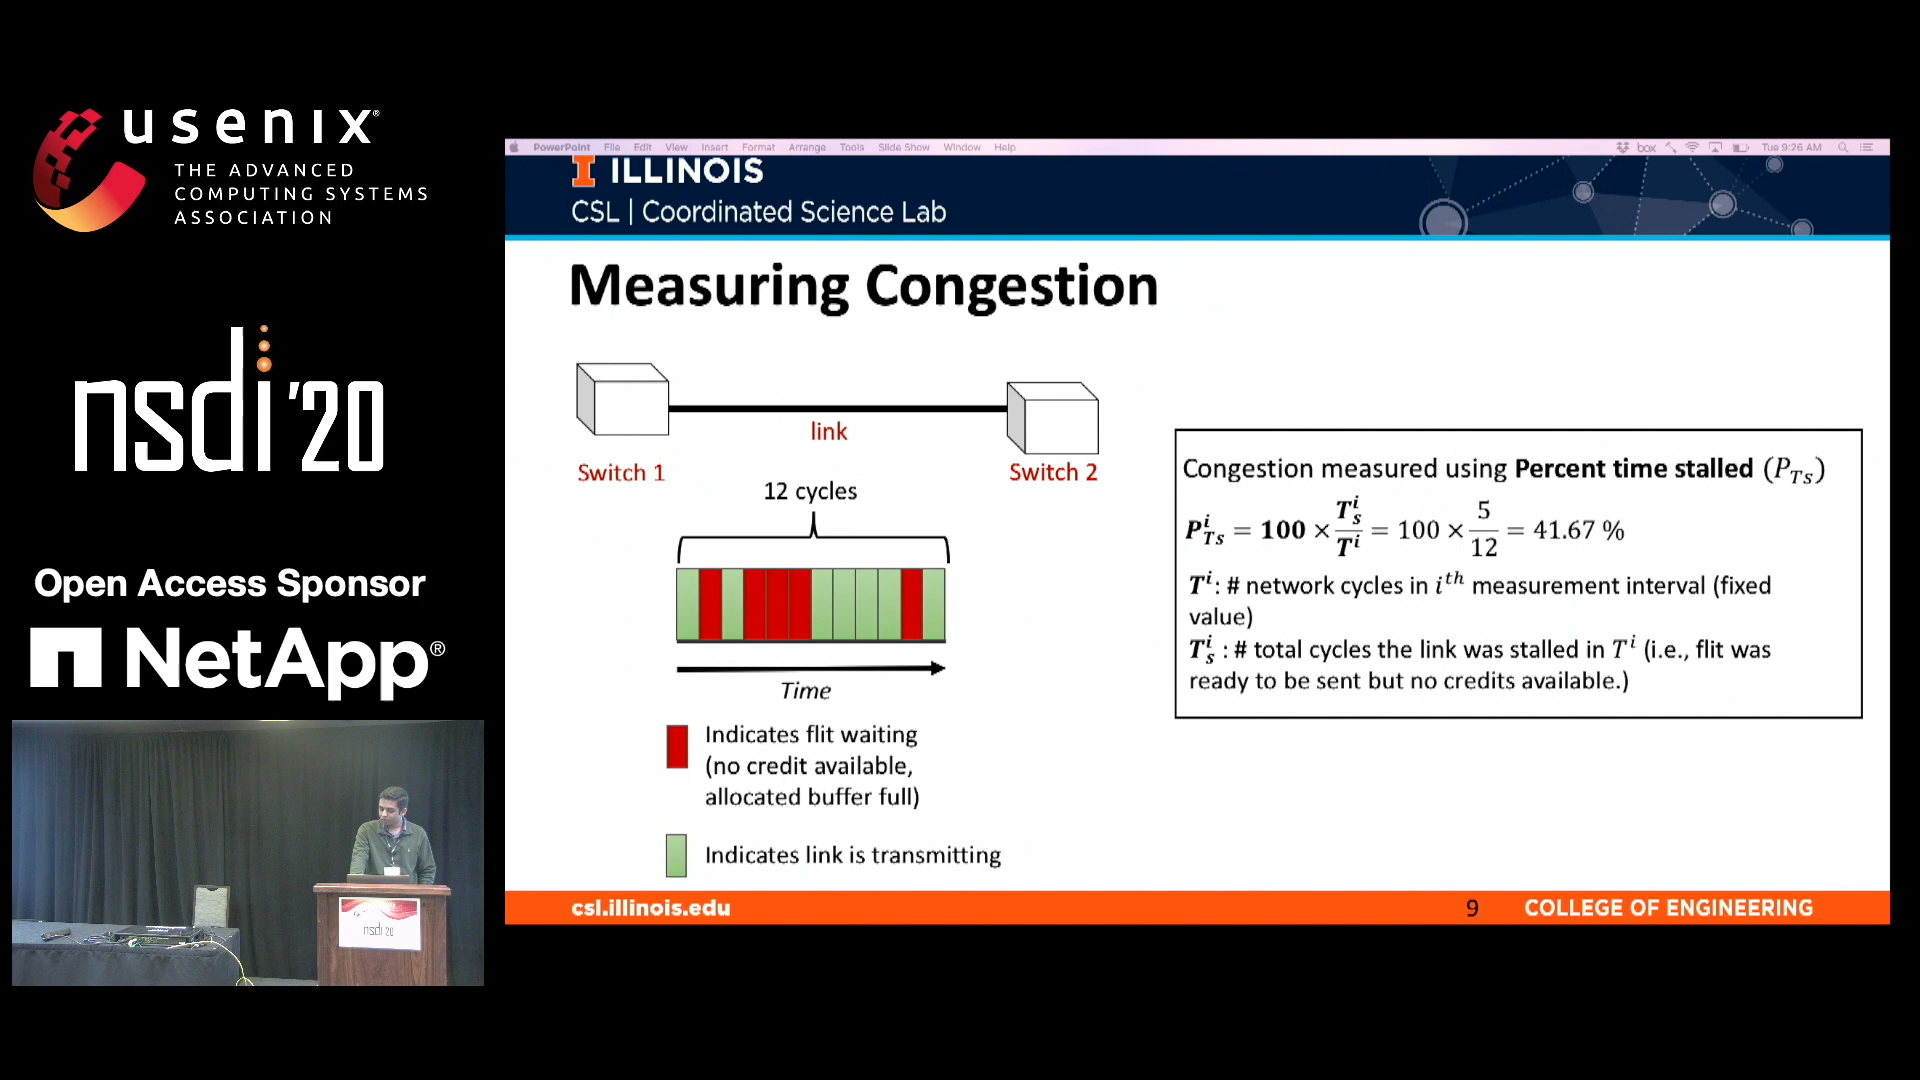 usenix®
THE ADVANCED
COMPUTING SYSTEMS
ASSOCIATION
nsdi '20
Open Access Sponsor
NetApp®
nsdi 20
PowerPoint File Edit View Insert Format Arrange Tools Slide Show Window Help box Tue 9:26 AM
I ILLINOIS
CSL | Coordinated Science Lab
Measuring Congestion
link
Switch 1
Switch 2
12 cycles
Time
Indicates flit waiting
(no credit available,
allocated buffer full)
Indicates link is transmitting
Congestion measured using Percent time stalled (P_Ts)
P^i_Ts = 100 × T^i_s / T^i = 100 × 5/12 = 41.67 %
T^i: # network cycles in i^th measurement interval (fixed
value)
T^i_s : # total cycles the link was stalled in T^i (i.e., flit was
ready to be sent but no credits available.)
csl.illinois.edu
9
COLLEGE OF ENGINEERING